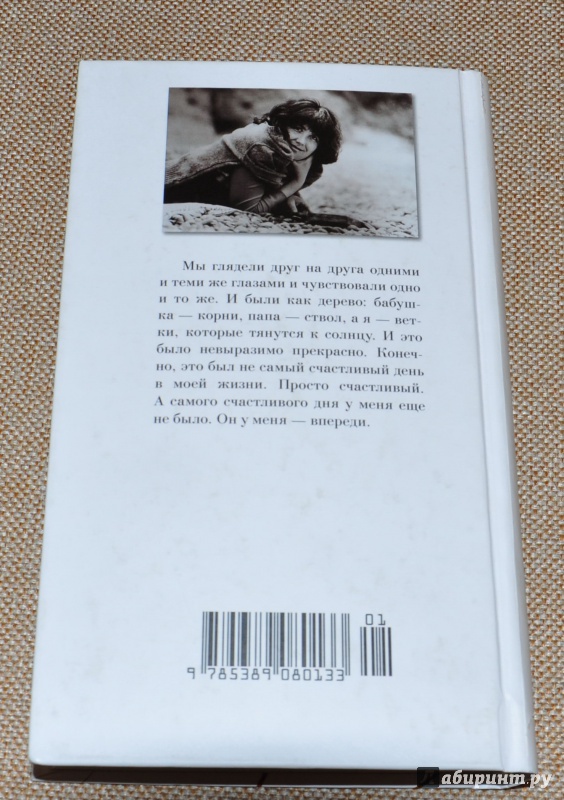 Мы глядели друг на друга одними
и теми же глазами и чувствовали одно
и то же. И были как дерево: бабуш-
ка — корни, папа — ствол, а я — вет-
ки, которые тянутся к солнцу. И это
было невыразимо прекрасно. Конеч-
но, это был не самый счастливый день
в моей жизни. Просто счастливый.
А самого счастливого дня у меня еще
не было. Он у меня — впереди.
01
9 785389 080133
Лабиринт.ру